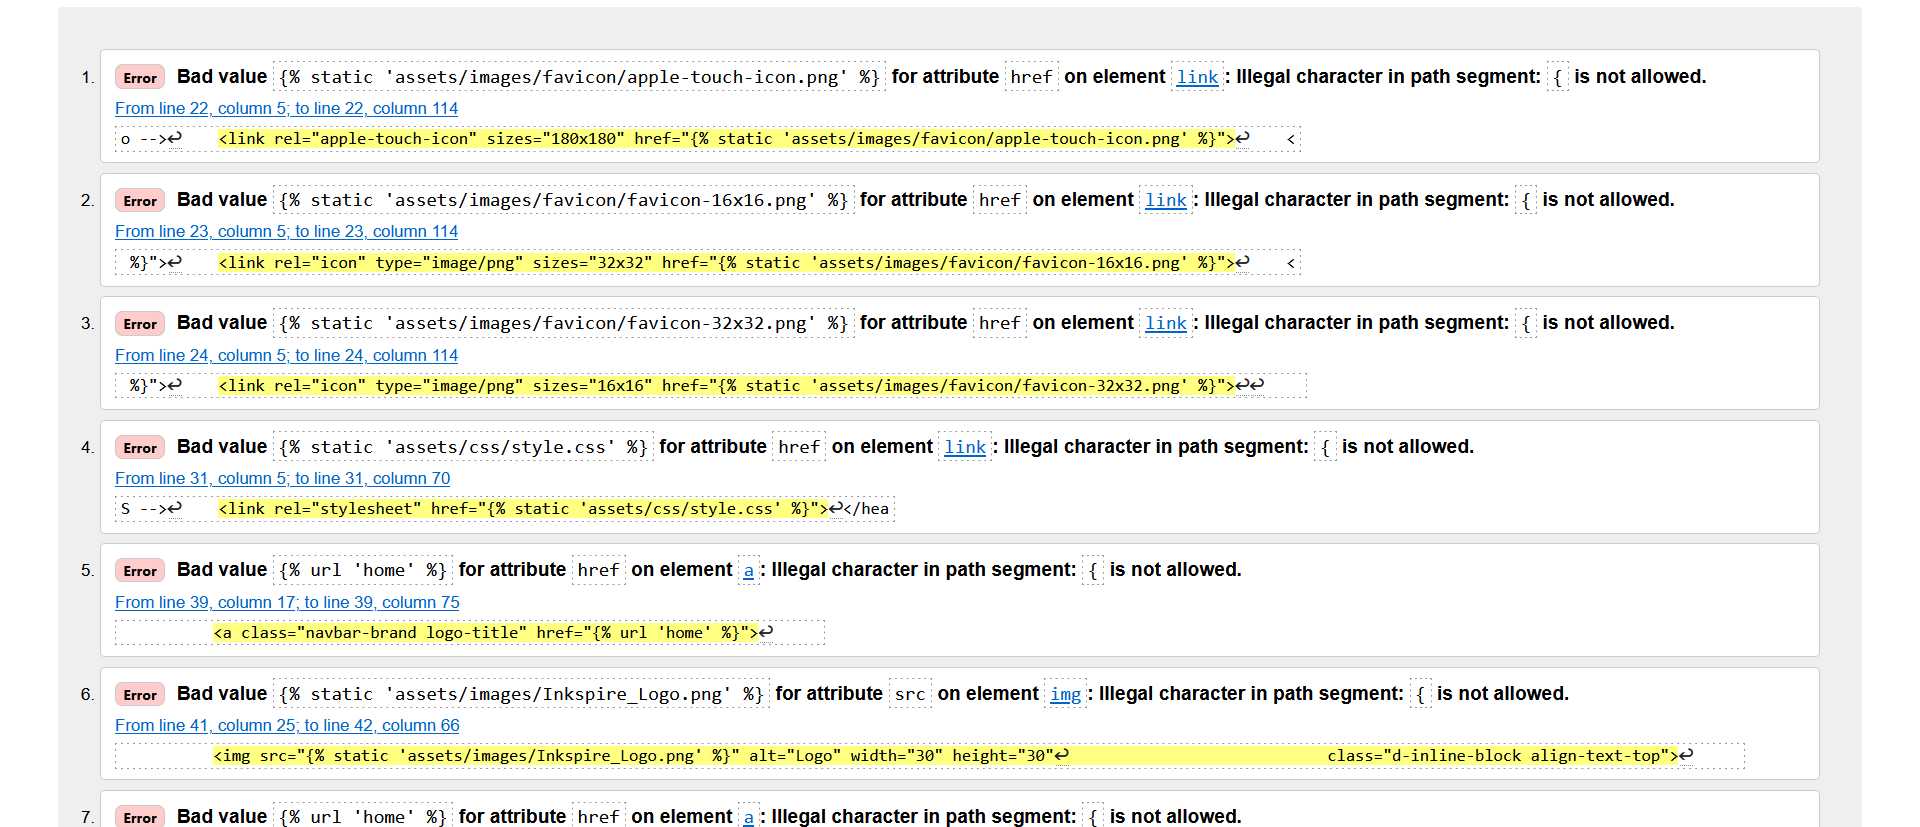 1. Error Bad value {% static 'assets/images/favicon/apple-touch-icon.png' %} for attribute href on element link: Illegal character in path segment: { is not allowed.
From line 22, column 5; to line 22, column 114
o -->↩    <link rel="apple-touch-icon" sizes="180x180" href="{% static 'assets/images/favicon/apple-touch-icon.png' %}">↩    <
2. Error Bad value {% static 'assets/images/favicon/favicon-16x16.png' %} for attribute href on element link: Illegal character in path segment: { is not allowed.
From line 23, column 5; to line 23, column 114
 %}">↩    <link rel="icon" type="image/png" sizes="32x32" href="{% static 'assets/images/favicon/favicon-16x16.png' %}">↩    <
3. Error Bad value {% static 'assets/images/favicon/favicon-32x32.png' %} for attribute href on element link: Illegal character in path segment: { is not allowed.
From line 24, column 5; to line 24, column 114
 %}">↩    <link rel="icon" type="image/png" sizes="16x16" href="{% static 'assets/images/favicon/favicon-32x32.png' %}">↩↩
4. Error Bad value {% static 'assets/css/style.css' %} for attribute href on element link: Illegal character in path segment: { is not allowed.
From line 31, column 5; to line 31, column 70
S -->↩    <link rel="stylesheet" href="{% static 'assets/css/style.css' %}">↩</hea
5. Error Bad value {% url 'home' %} for attribute href on element a: Illegal character in path segment: { is not allowed.
From line 39, column 17; to line 39, column 75
<a class="navbar-brand logo-title" href="{% url 'home' %}">↩
6. Error Bad value {% static 'assets/images/Inkspire_Logo.png' %} for attribute src on element img: Illegal character in path segment: { is not allowed.
From line 41, column 25; to line 42, column 66
<img src="{% static 'assets/images/Inkspire_Logo.png' %}" alt="Logo" width="30" height="30"↩                            class="d-inline-block align-text-top">↩
7. Error Bad value {% url 'home' %} for attribute href on element a: Illegal character in path segment: { is not allowed.